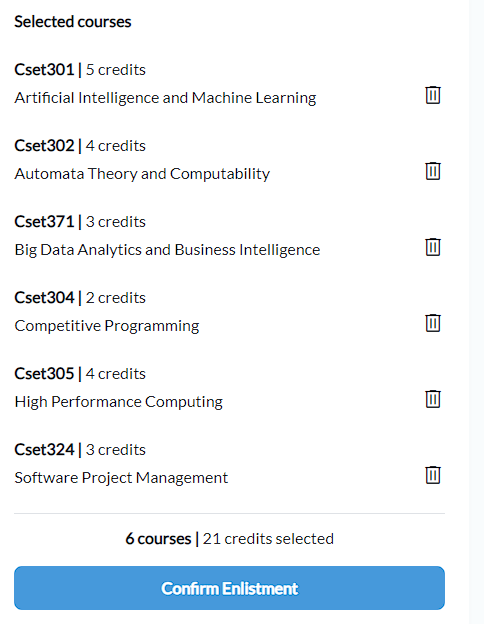 Selected courses
Cset301 | 5 credits
Artificial Intelligence and Machine Learning
Cset302 | 4 credits
Automata Theory and Computability
Cset371 | 3 credits
Big Data Analytics and Business Intelligence
Cset304 | 2 credits
Competitive Programming
Cset305 | 4 credits
High Performance Computing
Cset324 | 3 credits
Software Project Management
6 courses | 21 credits selected
Confirm Enlistment